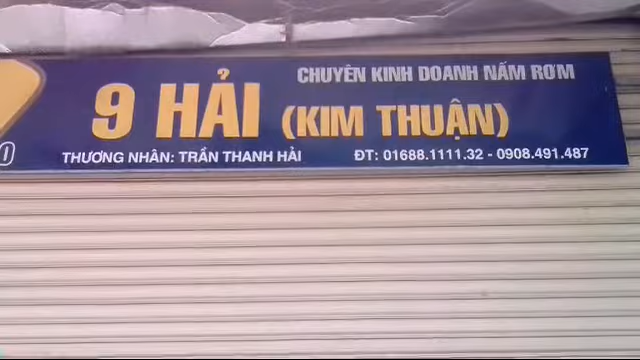 CHUYÊN KINH DOANH NẤM RƠM
9 HẢI (KIM THUẬN)
THƯƠNG NHÂN: TRẦN THANH HẢI ĐT: 01688.1111.32 - 0908.491.487